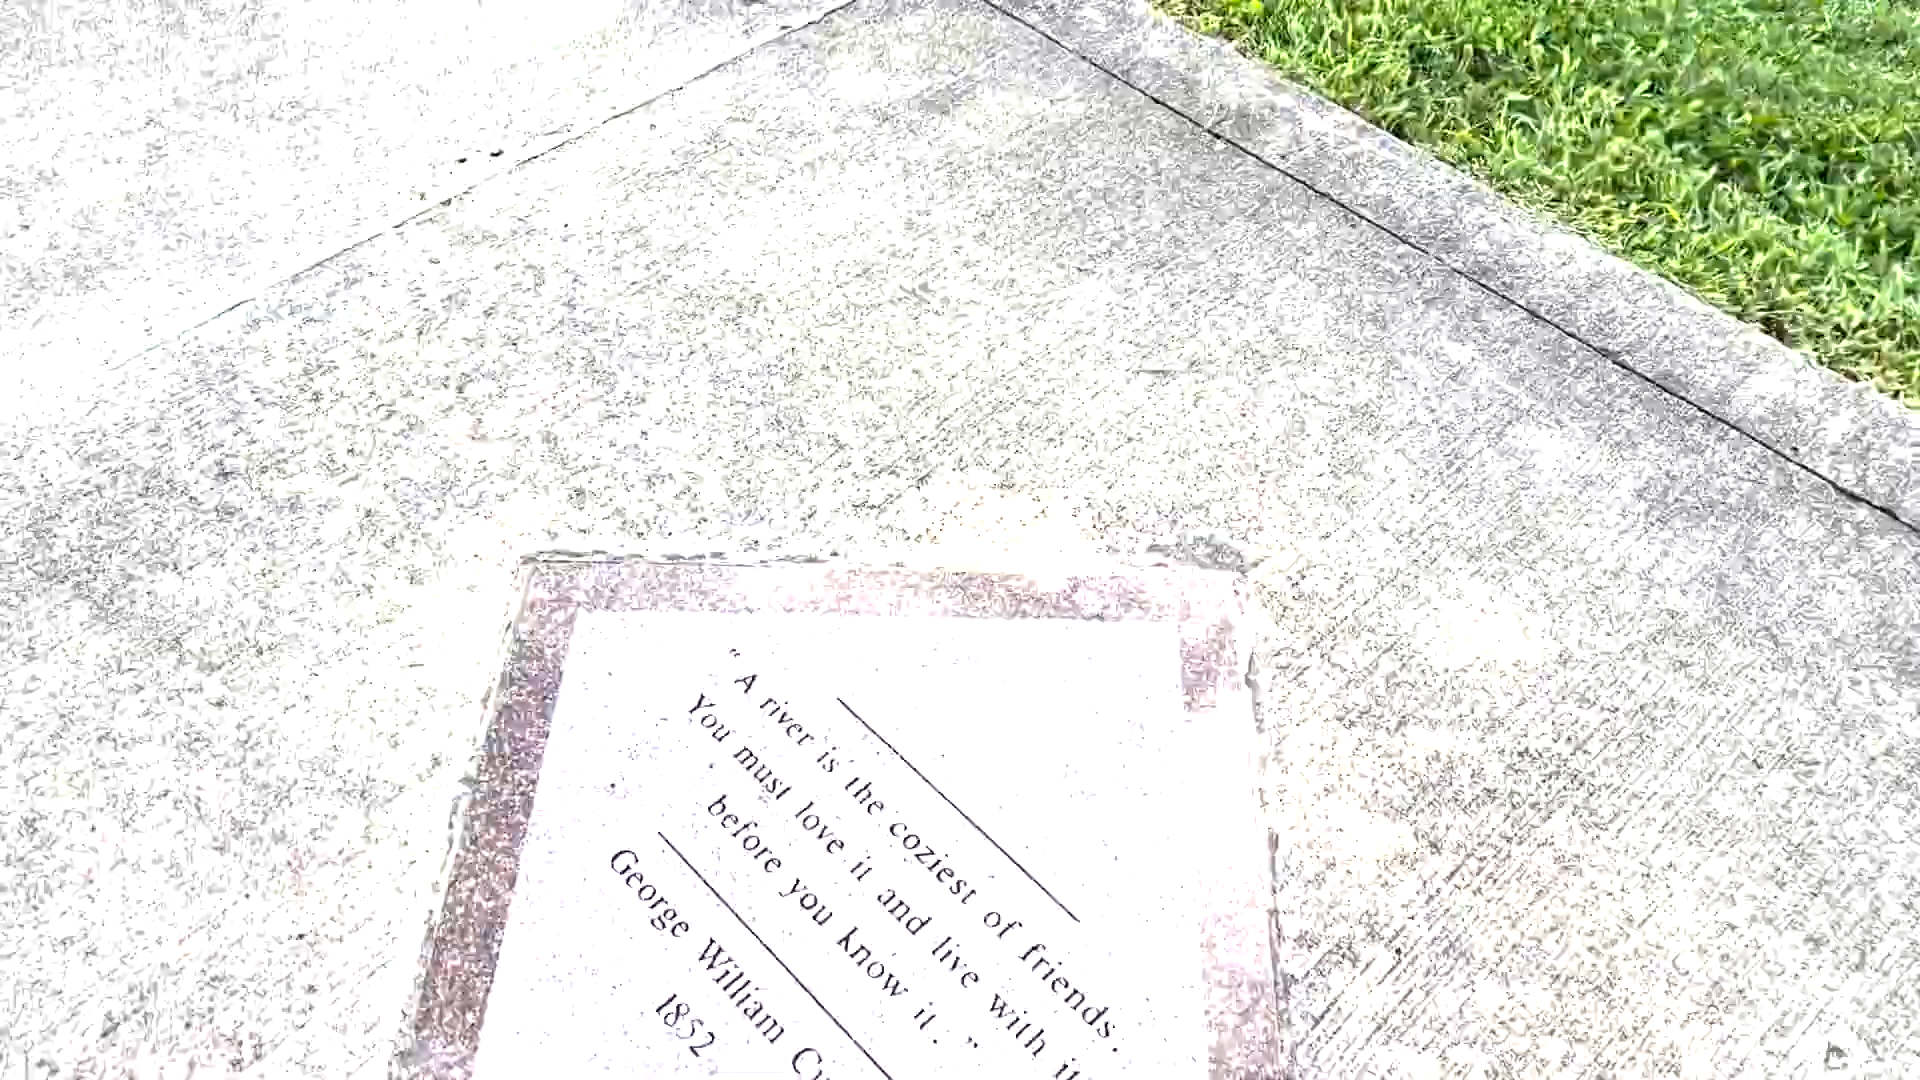 “A river is the coziest of friends.
You must love it and live with it
before you know it.”
George William
1852